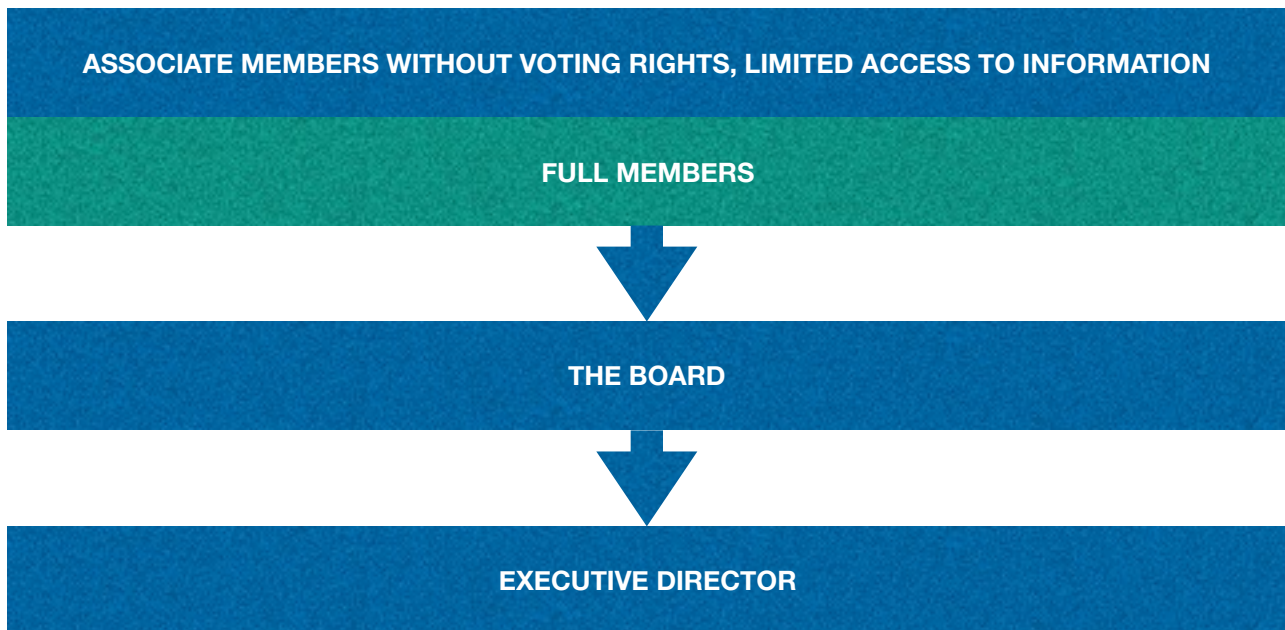 ASSOCIATE MEMBERS WITHOUT VOTING RIGHTS, LIMITED ACCESS TO INFORMATION
FULL MEMBERS
THE BOARD
EXECUTIVE DIRECTOR